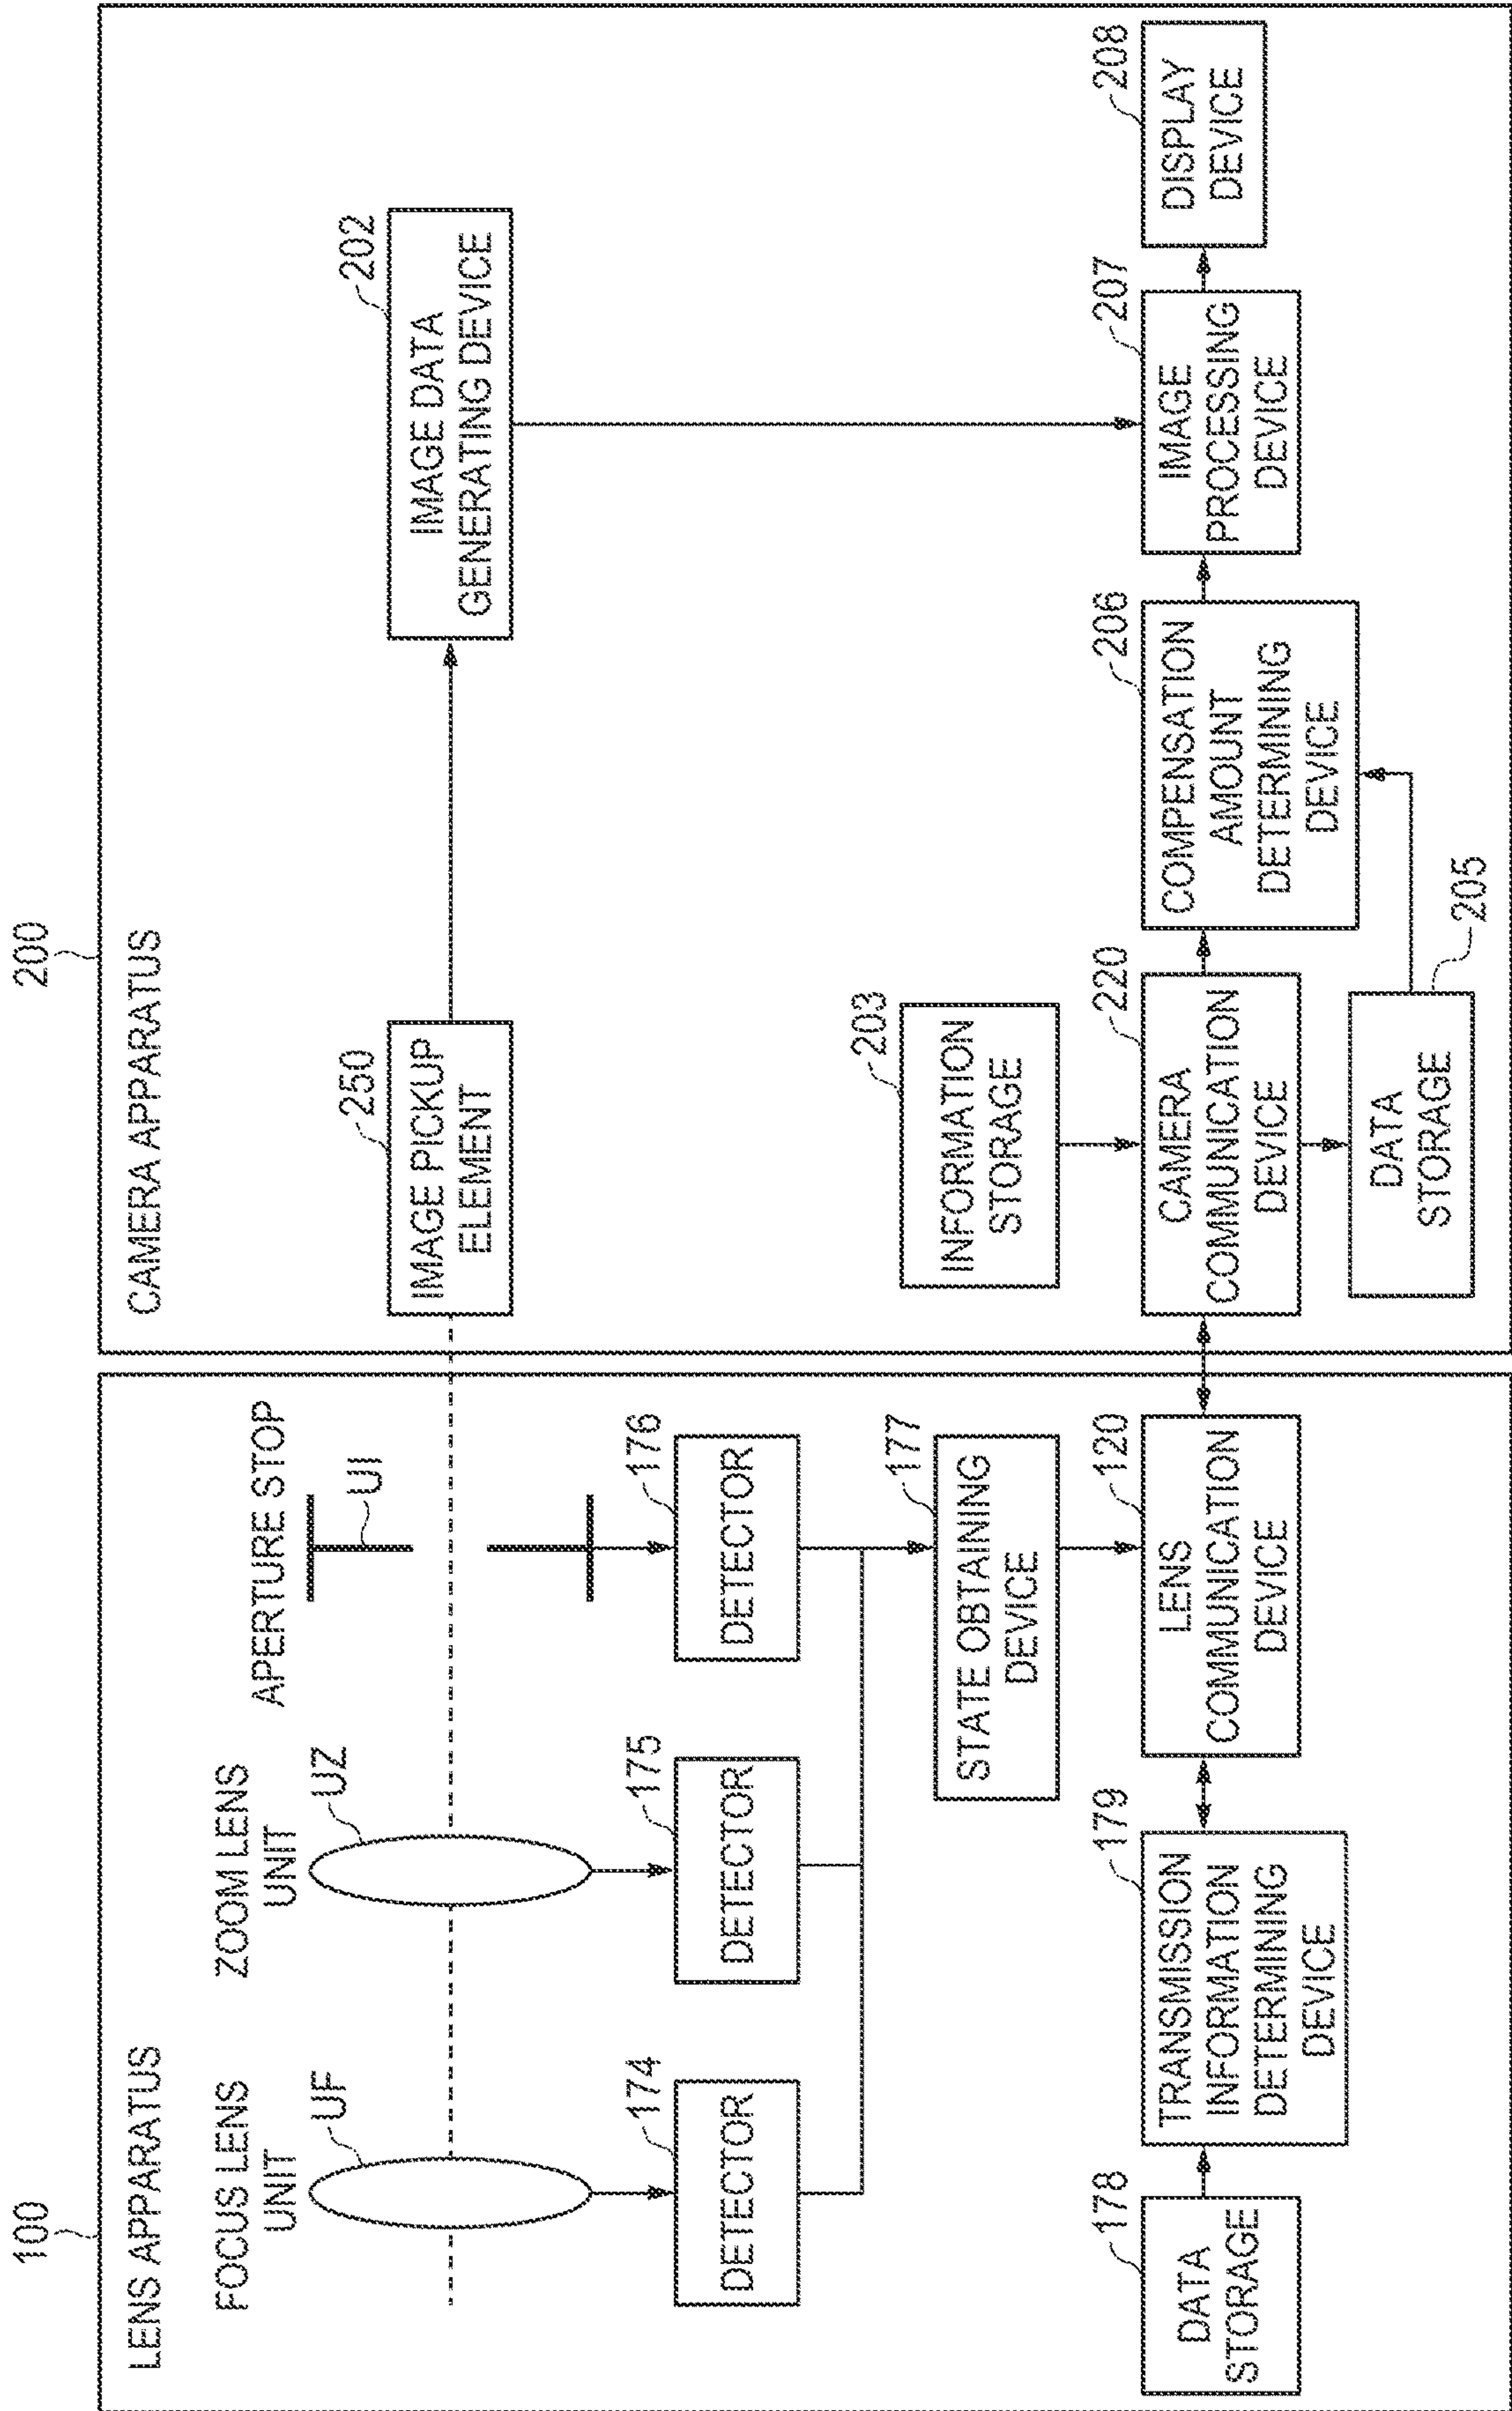 100
LENS APPARATUS
FOCUS LENS
UNIT
UF
ZOOM LENS
UNIT
UZ
APERTURE STOP
UI
174
DETECTOR
175
DETECTOR
176
DETECTOR
177
STATE OBTAINING
DEVICE
178
DATA
STORAGE
179
TRANSMISSION
INFORMATION
DETERMINING
DEVICE
120
LENS
COMMUNICATION
DEVICE
200
CAMERA APPARATUS
250
IMAGE PICKUP
ELEMENT
202
IMAGE DATA
GENERATING DEVICE
203
INFORMATION
STORAGE
220
CAMERA
COMMUNICATION
DEVICE
205
DATA
STORAGE
206
COMPENSATION
AMOUNT
DETERMINING
DEVICE
207
IMAGE
PROCESSING
DEVICE
208
DISPLAY
DEVICE